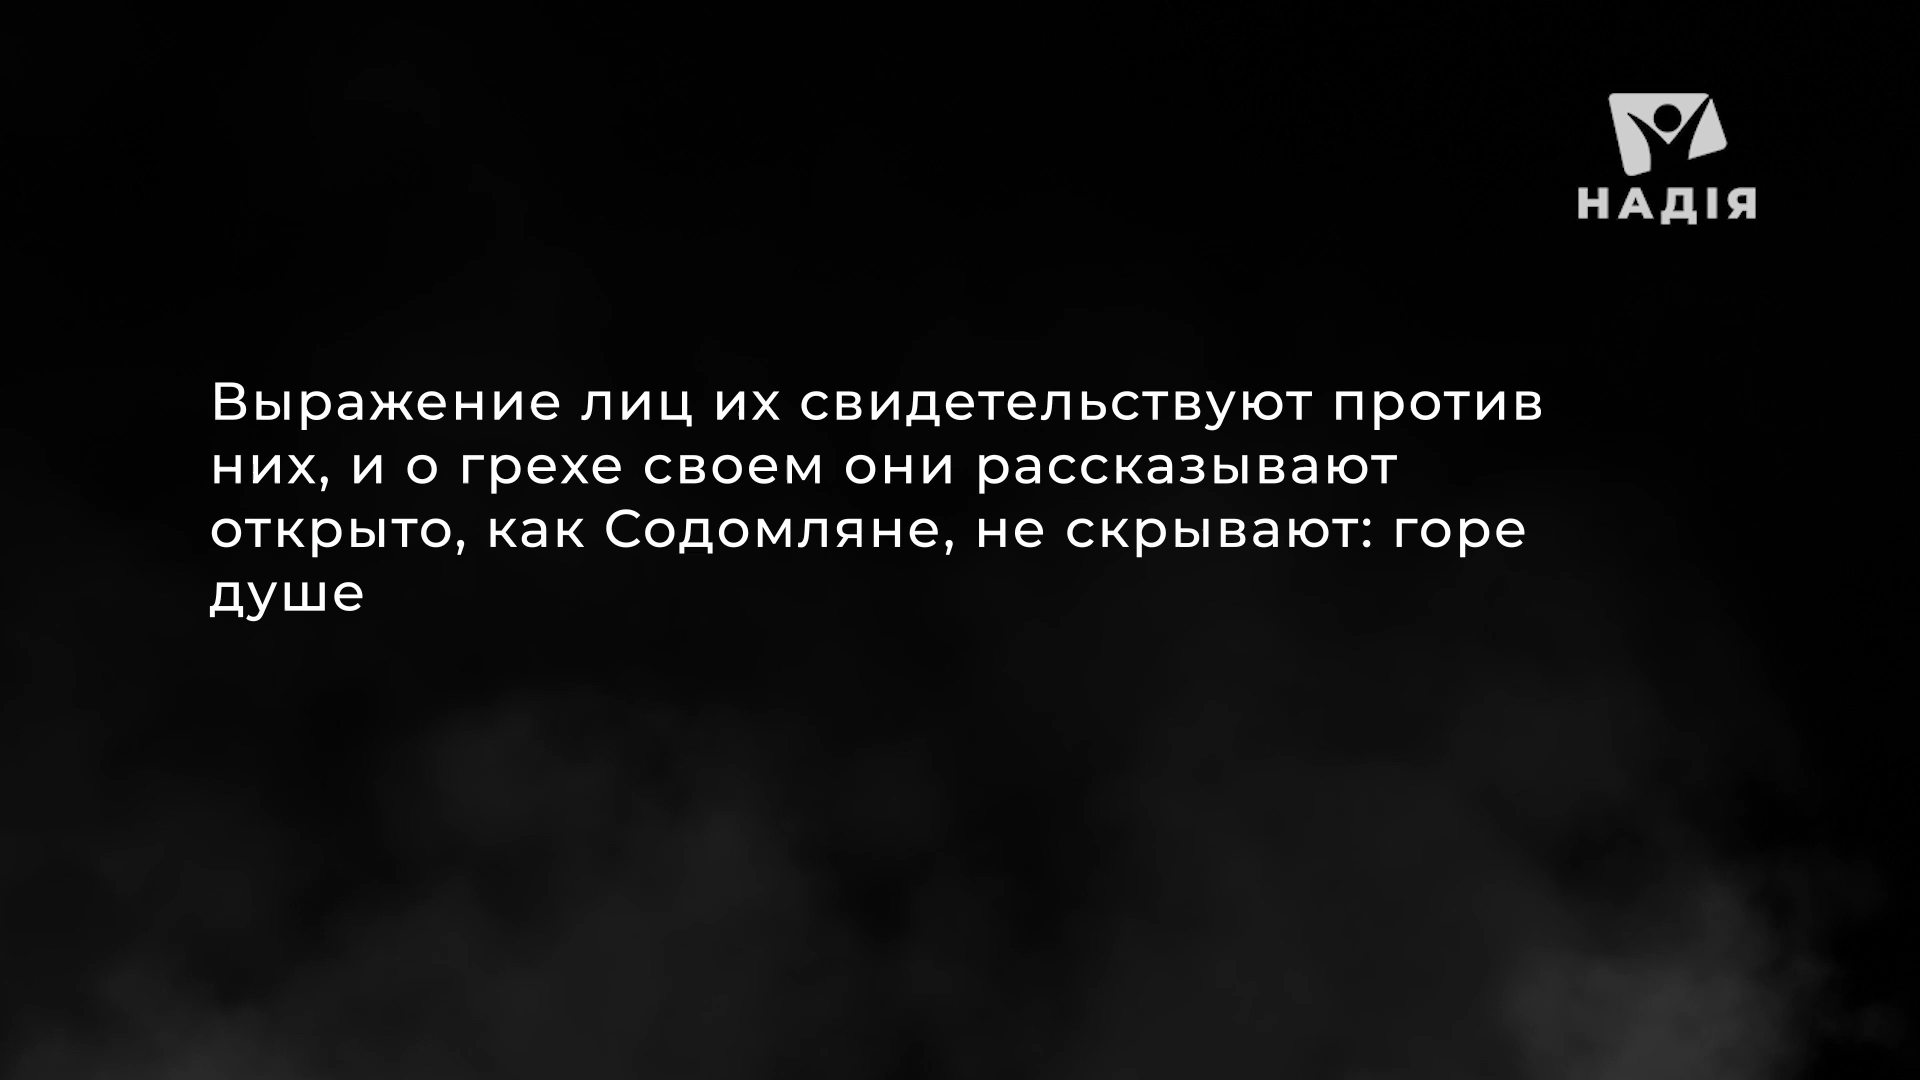 НАДІЯ
Выражение лиц их свидетельствуют против
них, и о грехе своем они рассказывают
открыто, как Содомляне, не скрывают: горе
душе